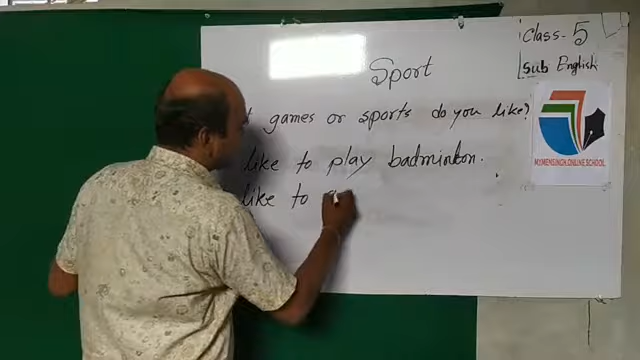 Class- 5
Sub English
Sport
games or sports do you like?
like to play badminton.
like to
MYMENSINGH.ONLINE.SCHOOL